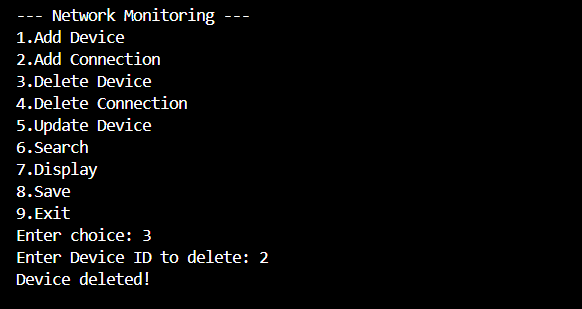 --- Network Monitoring ---
1.Add Device
2.Add Connection
3.Delete Device
4.Delete Connection
5.Update Device
6.Search
7.Display
8.Save
9.Exit
Enter choice: 3
Enter Device ID to delete: 2
Device deleted!